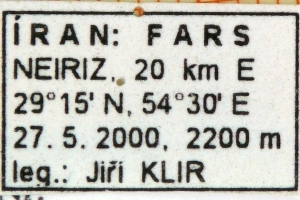 ÍRAN: FARS
NEIRIZ, 20 km E
29°15' N, 54°30' E
27. 5. 2000, 2200 m
leg.: Jiří KLIR